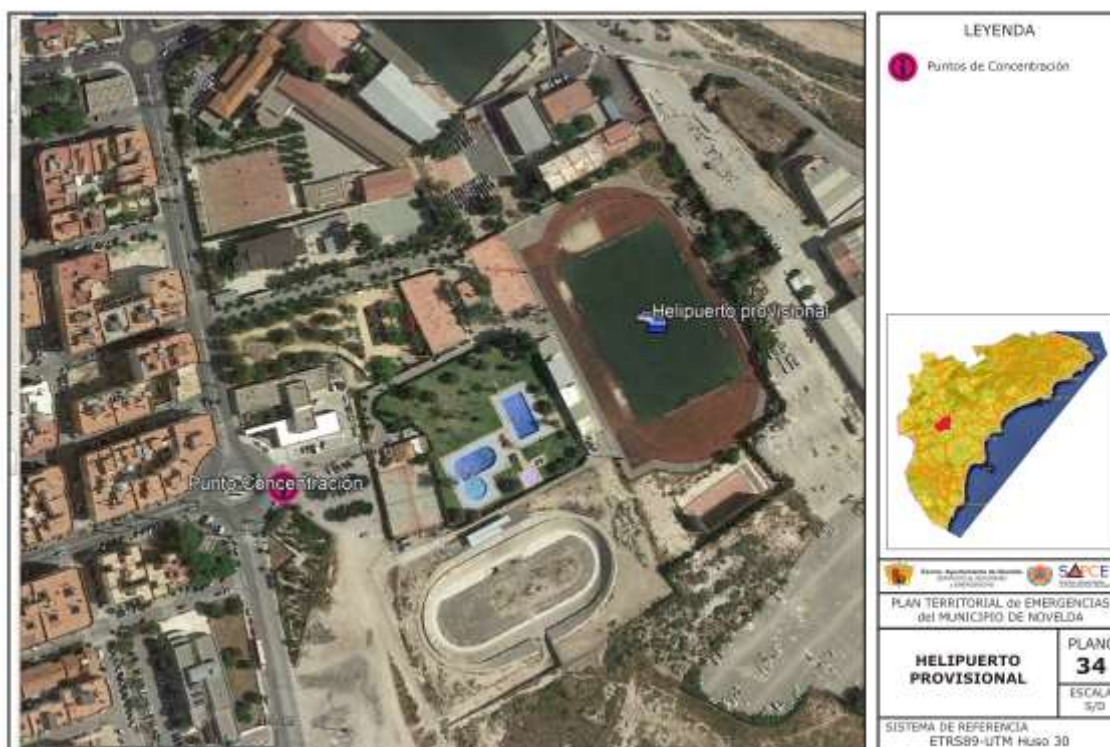 Punto Concentración
Helipuerto provisional
LEYENDA
Puntos de Concentración
SAPCE
PLAN TERRITORIAL de EMERGENCIAS
del MUNICIPIO DE NOVELDA
HELIPUERTO
PROVISIONAL
PLANO
34
ESCALA
S/D
SISTEMA DE REFERENCIA
ETRS89-UTM Huso 30